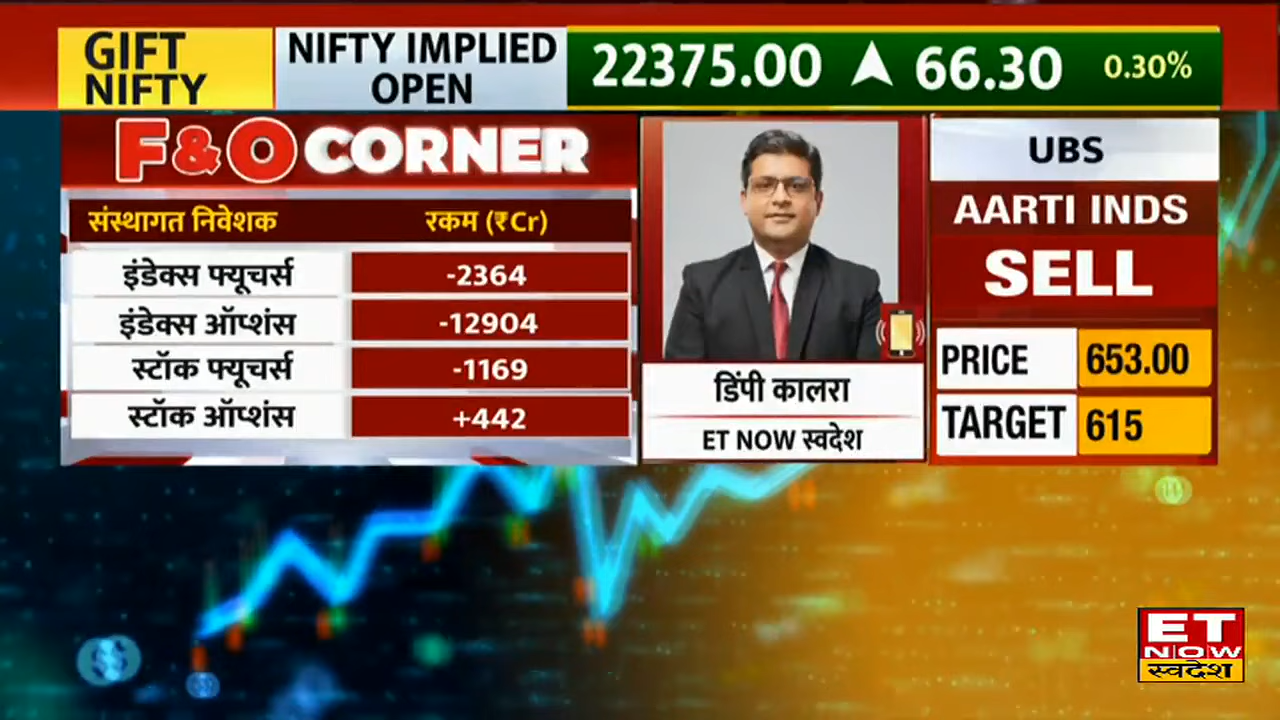 GIFT
NIFTY
NIFTY IMPLIED
OPEN
22375.00 ▲ 66.30 0.30%
F&O CORNER
संस्थागत निवेशक रकम (₹Cr)
इंडेक्स फ्यूचर्स -2364
इंडेक्स ऑप्शंस -12904
स्टॉक फ्यूचर्स -1169
स्टॉक ऑप्शंस +442
डिंपी कालरा
ET NOW स्वदेश
UBS
AARTI INDS
SELL
PRICE 653.00
TARGET 615
ET
NOW
स्वदेश